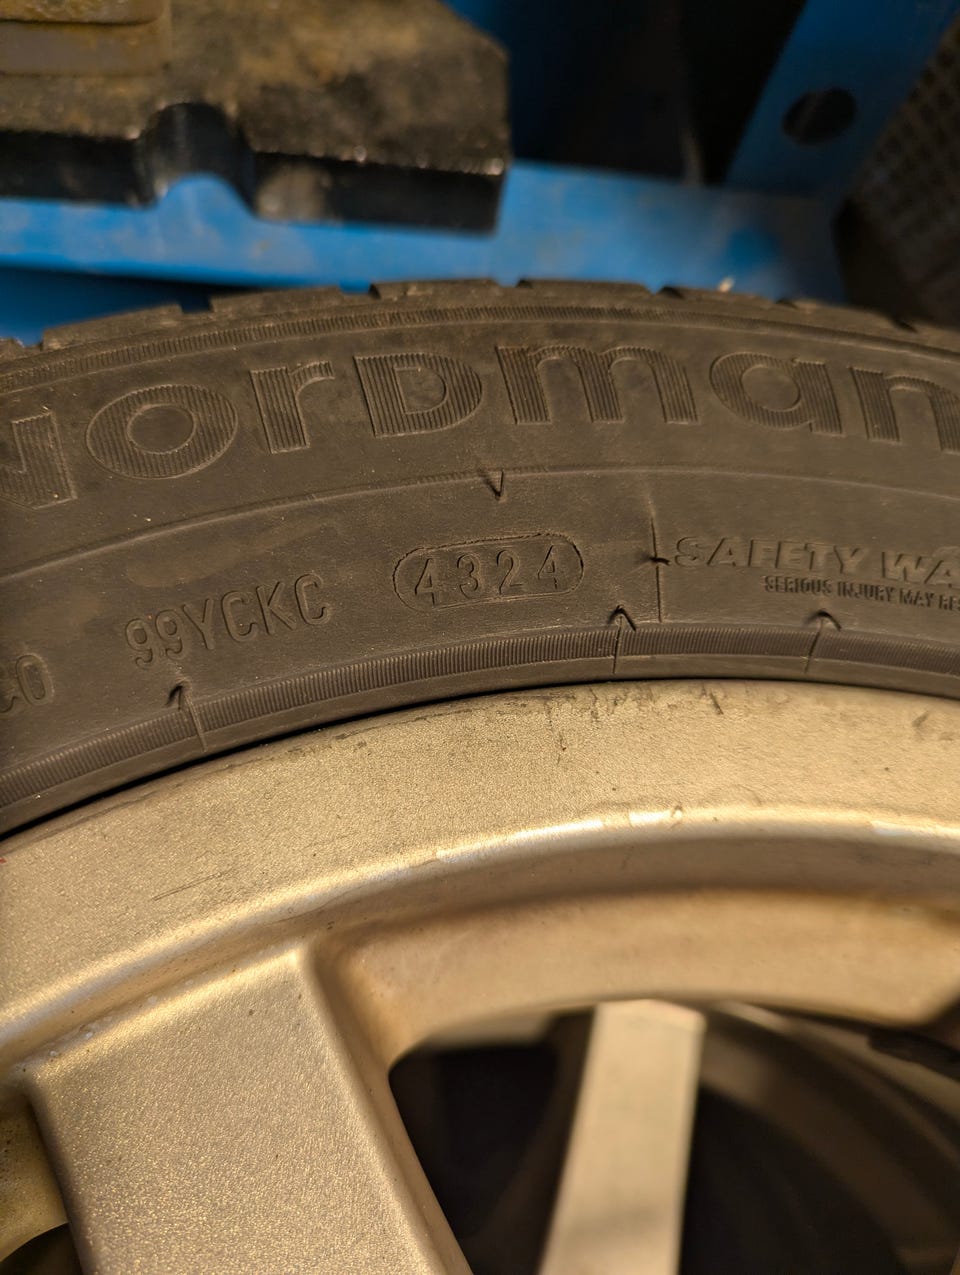 nordman
99YCKC 4324
SAFETY
SERIOUS INJURY MAY